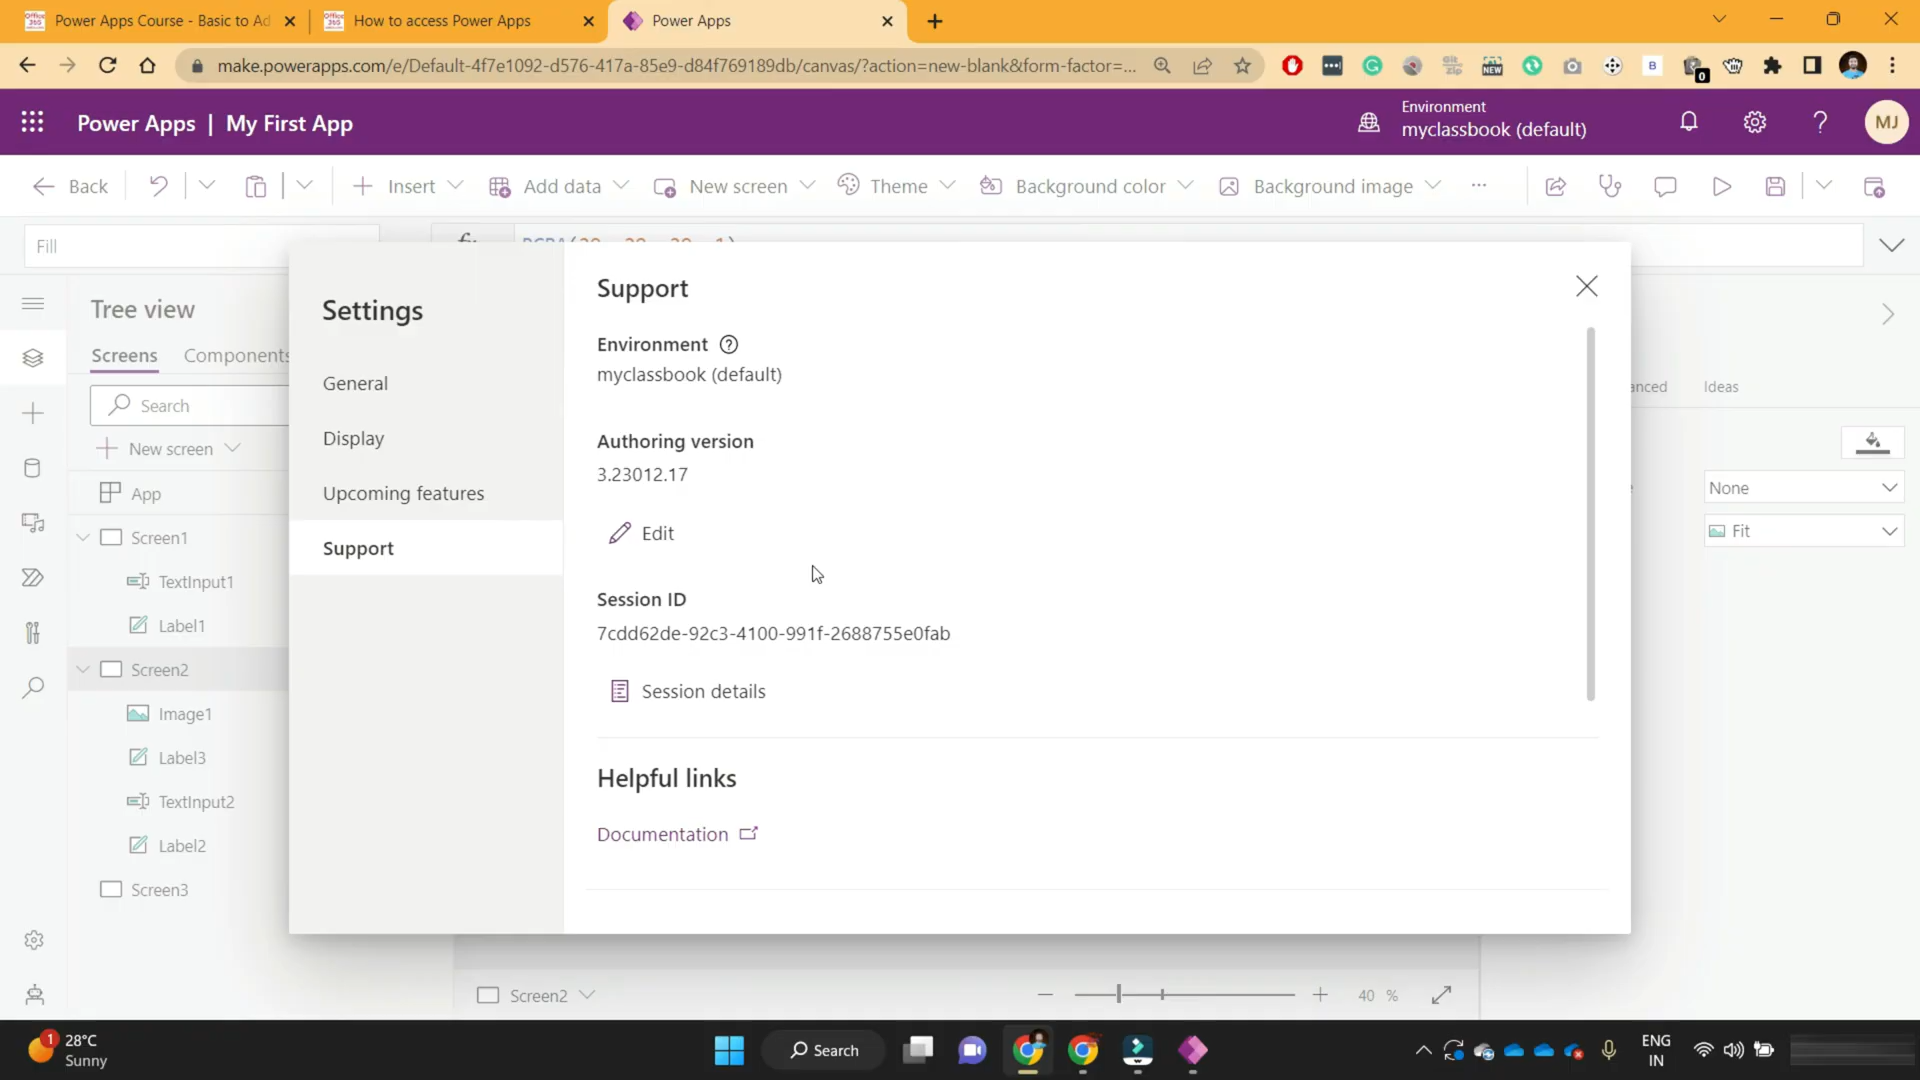 Power Apps Course - Basic to Ad
How to access Power Apps
Power Apps
make.powerapps.com/e/Default-4f7e1092-d576-417a-85e9-d84f769189db/canvas/?action=new-blank&form-factor=...
Power Apps | My First App
Environment
myclassbook (default)
MJ
Back
Insert
Add data
New screen
Theme
Background color
Background image
Fill
Tree view
Screens
Components
Search
New screen
App
Screen1
TextInput1
Label1
Screen2
Image1
Label3
TextInput2
Label2
Screen3
Settings
General
Display
Upcoming features
Support
Support
Environment
myclassbook (default)
Authoring version
3.23012.17
Edit
Session ID
7cdd62de-92c3-4100-991f-2688755e0fab
Session details
Helpful links
Documentation
Ideas
None
Fit
Screen2
40 %
1
28°C
Sunny
Search
ENG
IN